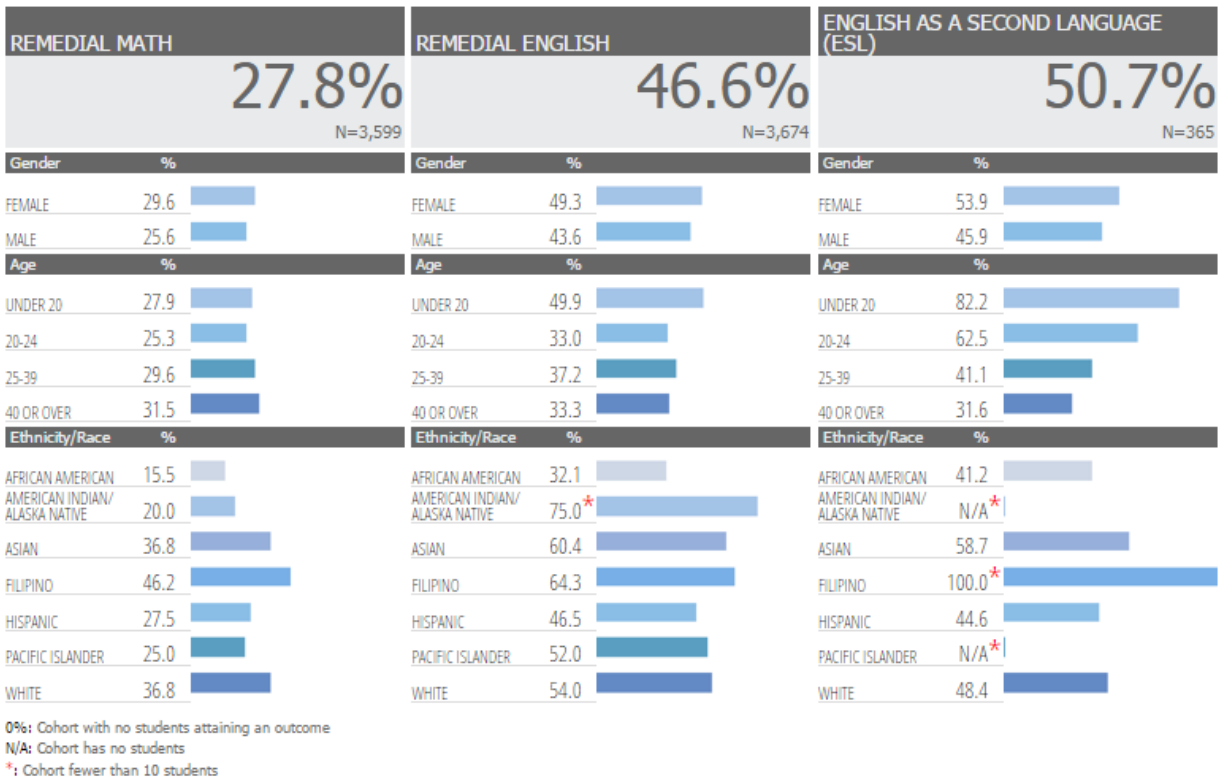 REMEDIAL MATH
27.8%
N=3,599
Gender %
FEMALE 29.6
MALE 25.6
Age %
UNDER 20 27.9
20-24 25.3
25-39 29.6
40 OR OVER 31.5
Ethnicity/Race %
AFRICAN AMERICAN 15.5
AMERICAN INDIAN/
ALASKA NATIVE 20.0
ASIAN 36.8
FILIPINO 46.2
HISPANIC 27.5
PACIFIC ISLANDER 25.0
WHITE 36.8
REMEDIAL ENGLISH
46.6%
N=3,674
Gender %
FEMALE 49.3
MALE 43.6
Age %
UNDER 20 49.9
20-24 33.0
25-39 37.2
40 OR OVER 33.3
Ethnicity/Race %
AFRICAN AMERICAN 32.1
AMERICAN INDIAN/
ALASKA NATIVE 75.0*
ASIAN 60.4
FILIPINO 64.3
HISPANIC 46.5
PACIFIC ISLANDER 52.0
WHITE 54.0
ENGLISH AS A SECOND LANGUAGE
(ESL)
50.7%
N=365
Gender %
FEMALE 53.9
MALE 45.9
Age %
UNDER 20 82.2
20-24 62.5
25-39 41.1
40 OR OVER 31.6
Ethnicity/Race %
AFRICAN AMERICAN 41.2
AMERICAN INDIAN/
ALASKA NATIVE N/A*
ASIAN 58.7
FILIPINO 100.0*
HISPANIC 44.6
PACIFIC ISLANDER N/A*
WHITE 48.4
0%: Cohort with no students attaining an outcome
N/A: Cohort has no students
*: Cohort fewer than 10 students